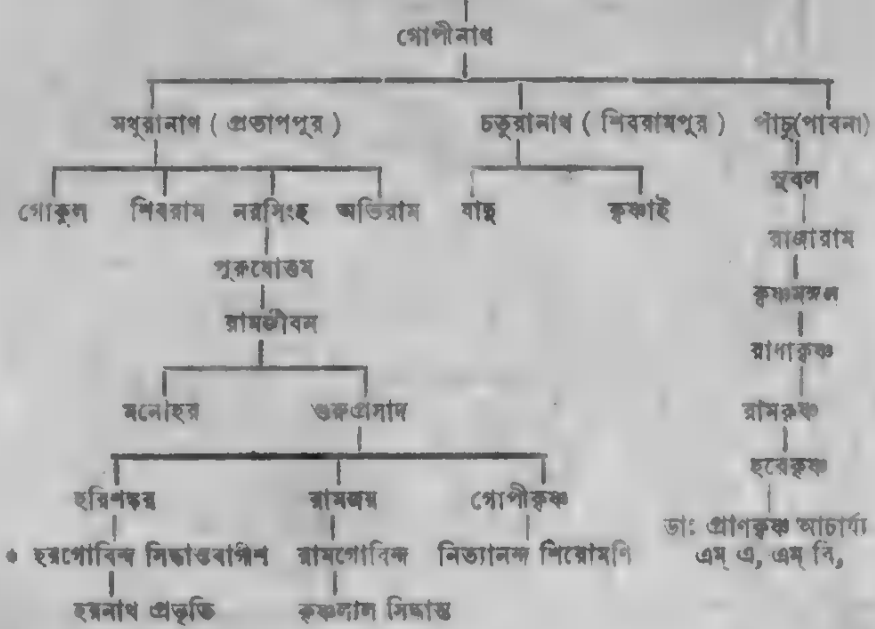 গোপীনাথ
মথুরানাথ ( প্রতাপপুর ) চতুরানাথ ( শিবরামপুর ) পাঁচু(পাবনা)
গোকুল শিবরাম নরসিংহ অভিরাম যাদু কৃষ্ণাই সুবল
রাজারাম
পুরুষোত্তম
কৃষ্ণমঙ্গল
রামজীবন
রাধাকৃষ্ণ
মনোহর গুরুপ্রসাদ রামকৃষ্ণ
হরেকৃষ্ণ
হরিশঙ্কর রামজয় গোপীকৃষ্ণ
ডাঃ প্রাণকৃষ্ণ আচার্য্য
* হরগোবিন্দ সিদ্ধান্তবাগীশ রামগোবিন্দ নিত্যানন্দ শিরোমণি এম্ এ, এম্ বি,
হরনাথ প্রভৃতি কৃষ্ণলাল সিদ্ধান্ত